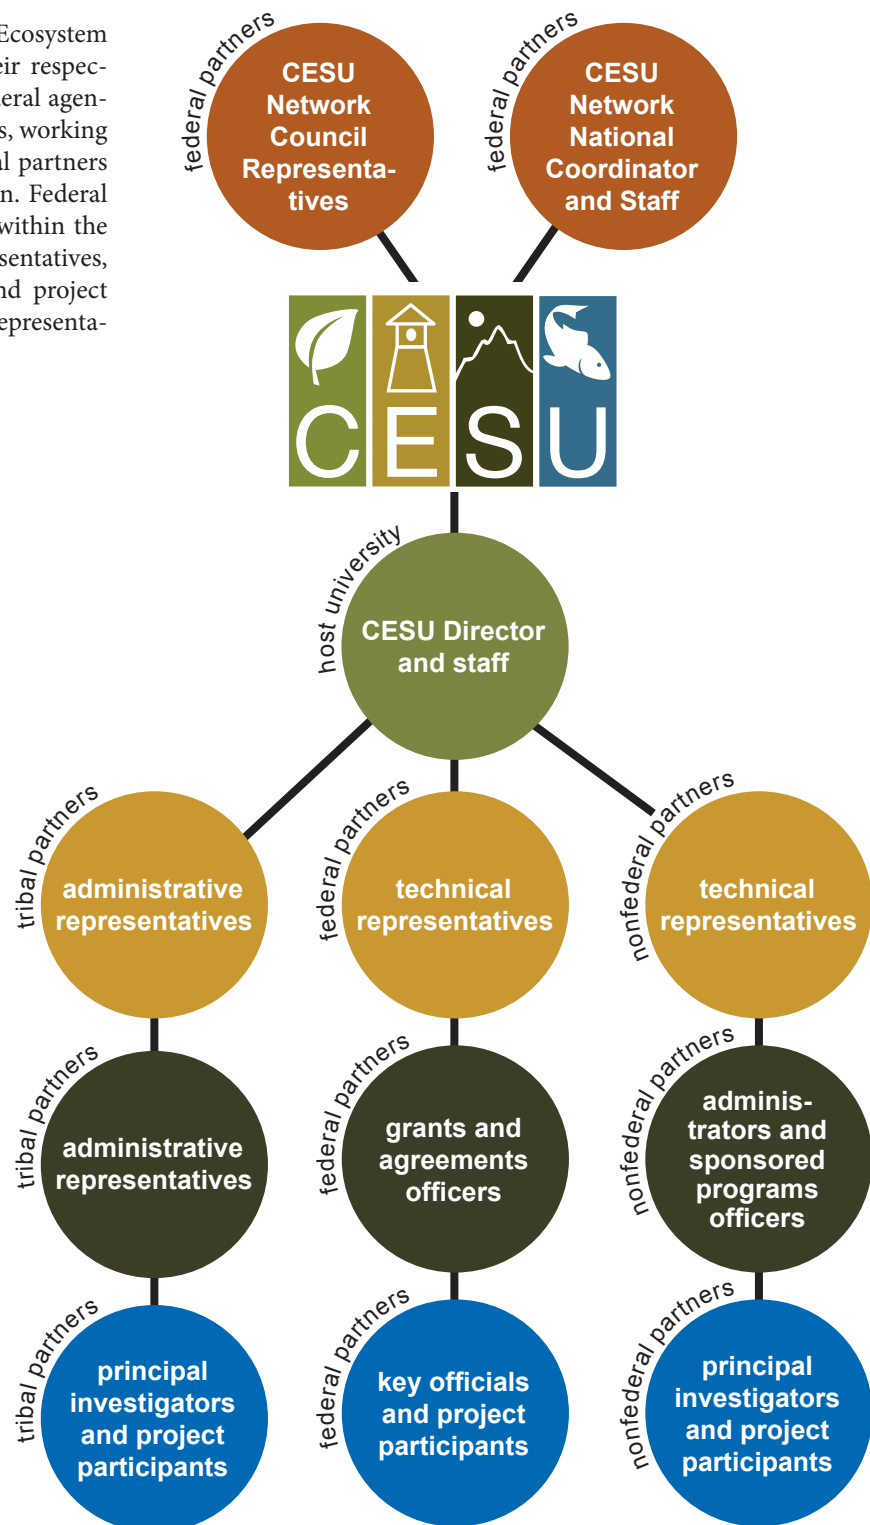 Ecosystem
eir respec-
deral agen-
s, working
al partners
n. Federal
within the
esentatives,
nd project
epresenta-
federal partners
CESU
Network
Council
Representa-
tives
federal partners
CESU
Network
National
Coordinator
and Staff
CESU
host university
CESU Director
and staff
tribal partners
administrative
representatives
federal partners
technical
representatives
nonfederal partners
technical
representatives
tribal partners
administrative
representatives
federal partners
grants and
agreements
officers
nonfederal partners
adminis-
trators and
sponsored
programs
officers
tribal partners
principal
investigators
and project
participants
federal partners
key officials
and project
participants
nonfederal partners
principal
investigators
and project
participants